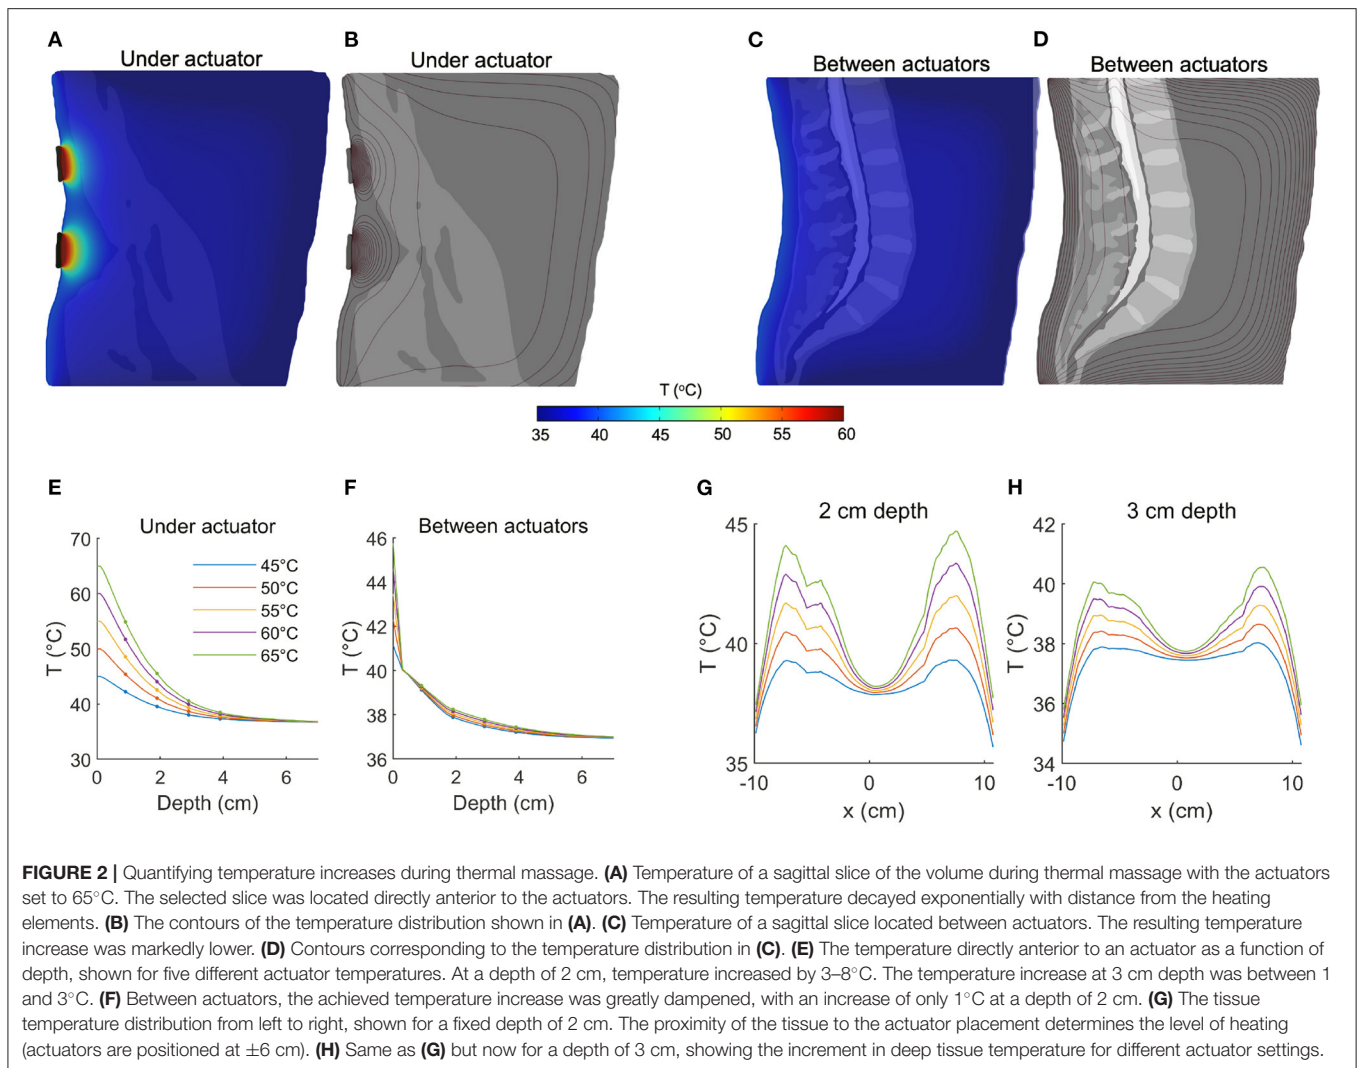 A
Under actuator
B
Under actuator
C
Between actuators
D
Between actuators
T (°C)
35 40 45 50 55 60
E
Under actuator
70
60
50
40
30
T (°C)
45°C
50°C
55°C
60°C
65°C
0 2 4 6
Depth (cm)
F
Between actuators
46
44
42
40
38
36
T (°C)
0 2 4 6
Depth (cm)
G
2 cm depth
45
40
35
T (°C)
-10 -5 0 5 10
x (cm)
H
3 cm depth
42
40
38
36
34
T (°C)
-10 -5 0 5 10
x (cm)
FIGURE 2 | Quantifying temperature increases during thermal massage. (A) Temperature of a sagittal slice of the volume during thermal massage with the actuators
set to 65°C. The selected slice was located directly anterior to the actuators. The resulting temperature decayed exponentially with distance from the heating
elements. (B) The contours of the temperature distribution shown in (A). (C) Temperature of a sagittal slice located between actuators. The resulting temperature
increase was markedly lower. (D) Contours corresponding to the temperature distribution in (C). (E) The temperature directly anterior to an actuator as a function of
depth, shown for five different actuator temperatures. At a depth of 2 cm, temperature increased by 3–8°C. The temperature increase at 3 cm depth was between 1
and 3°C. (F) Between actuators, the achieved temperature increase was greatly dampened, with an increase of only 1°C at a depth of 2 cm. (G) The tissue
temperature distribution from left to right, shown for a fixed depth of 2 cm. The proximity of the tissue to the actuator placement determines the level of heating
(actuators are positioned at ±6 cm). (H) Same as (G) but now for a depth of 3 cm, showing the increment in deep tissue temperature for different actuator settings.